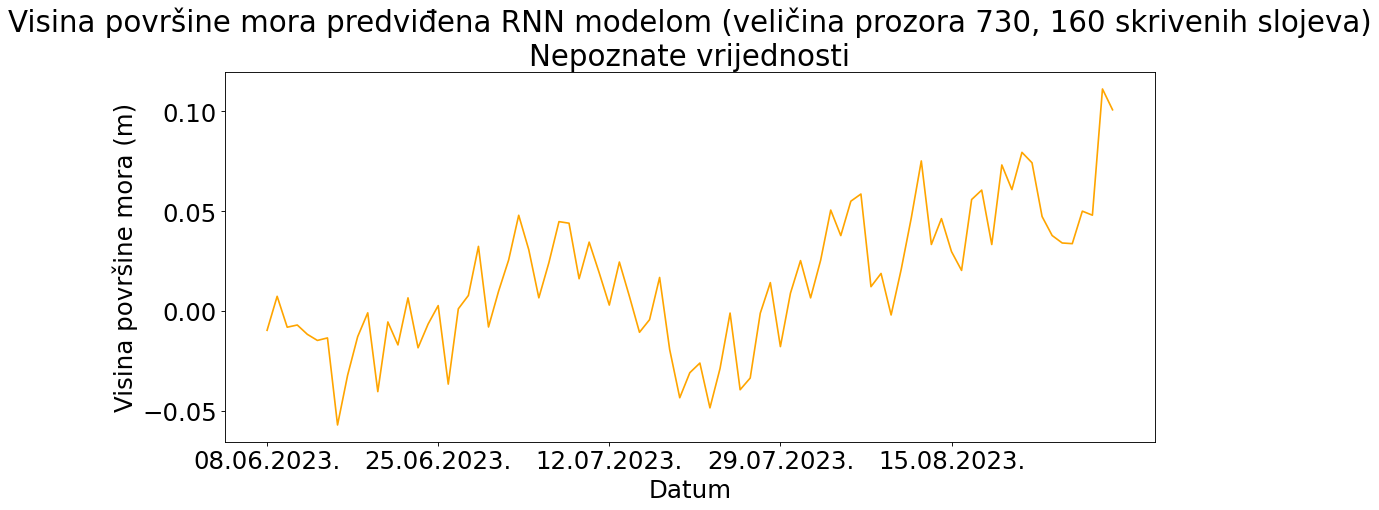 Visina površine mora predviđena RNN modelom (veličina prozora 730, 160 skrivenih slojeva)
Nepoznate vrijednosti
Visina površine mora (m)
0.10
0.05
0.00
−0.05
08.06.2023. 25.06.2023. 12.07.2023. 29.07.2023. 15.08.2023.
Datum